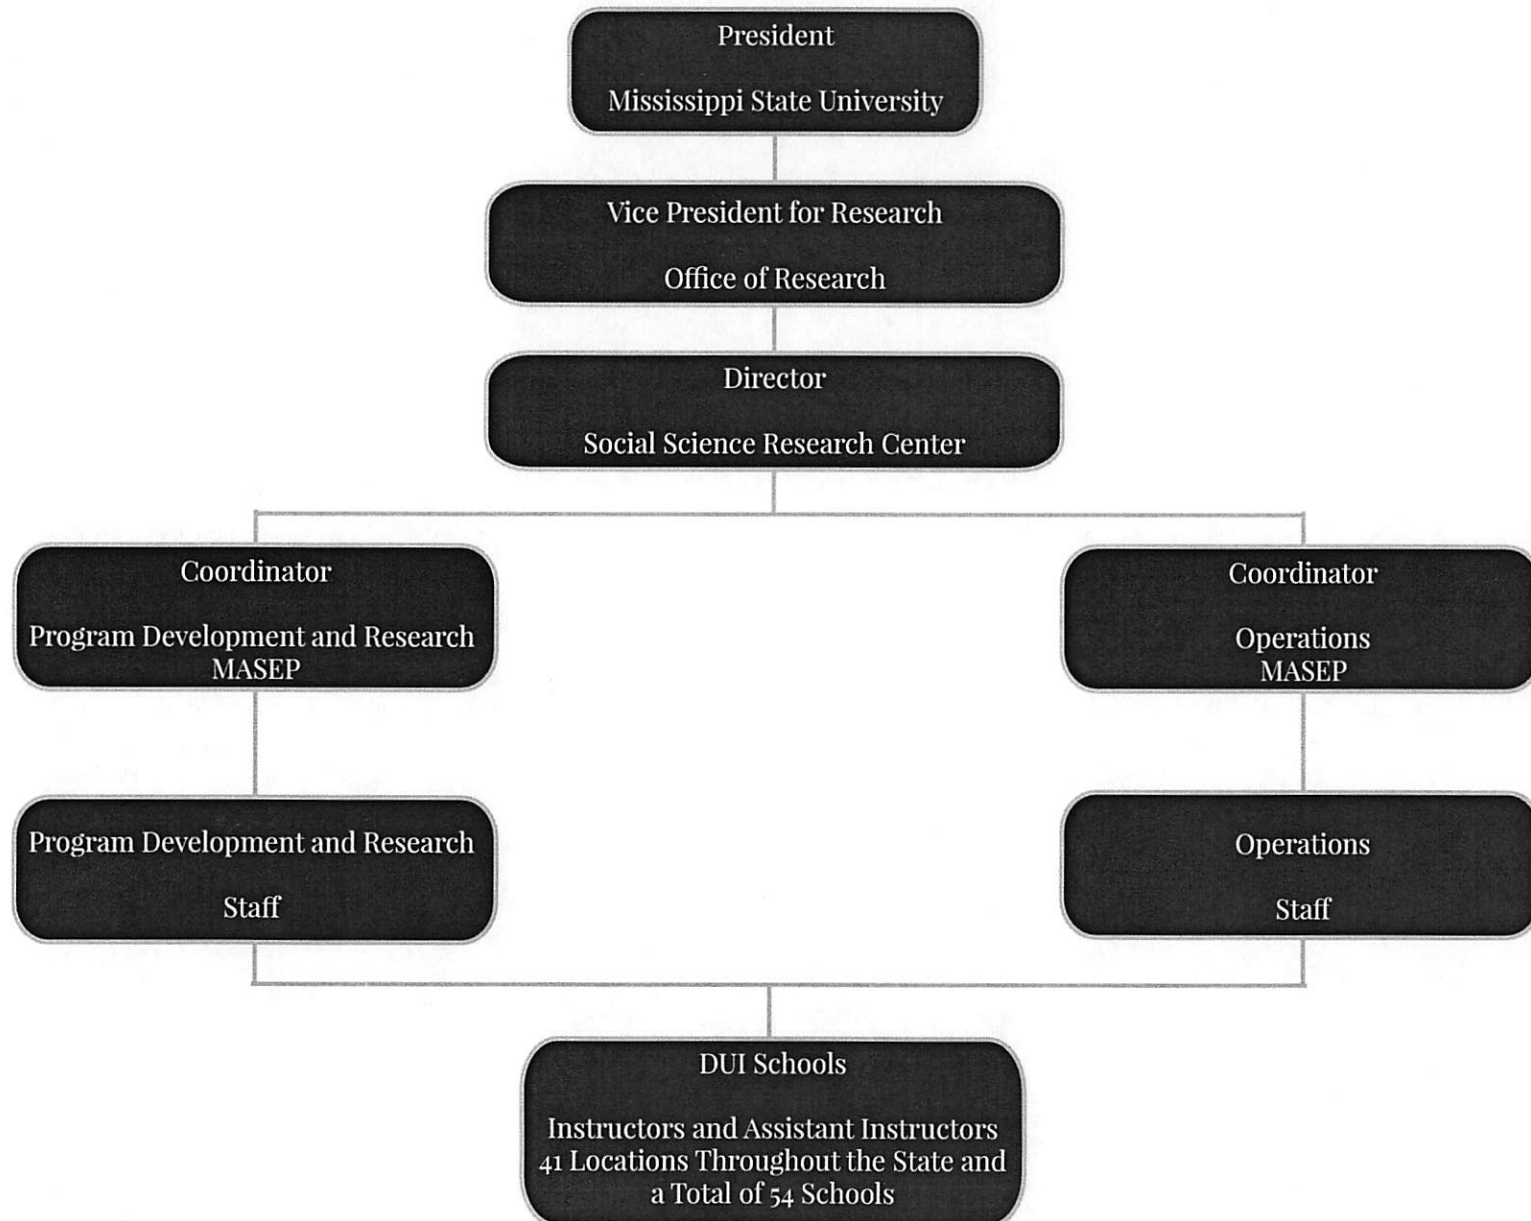 President
Mississippi State University
Vice President for Research
Office of Research
Director
Social Science Research Center
Coordinator
Program Development and Research
MASEP
Coordinator
Operations
MASEP
Program Development and Research
Staff
Operations
Staff
DUI Schools
Instructors and Assistant Instructors
41 Locations Throughout the State and
a Total of 54 Schools